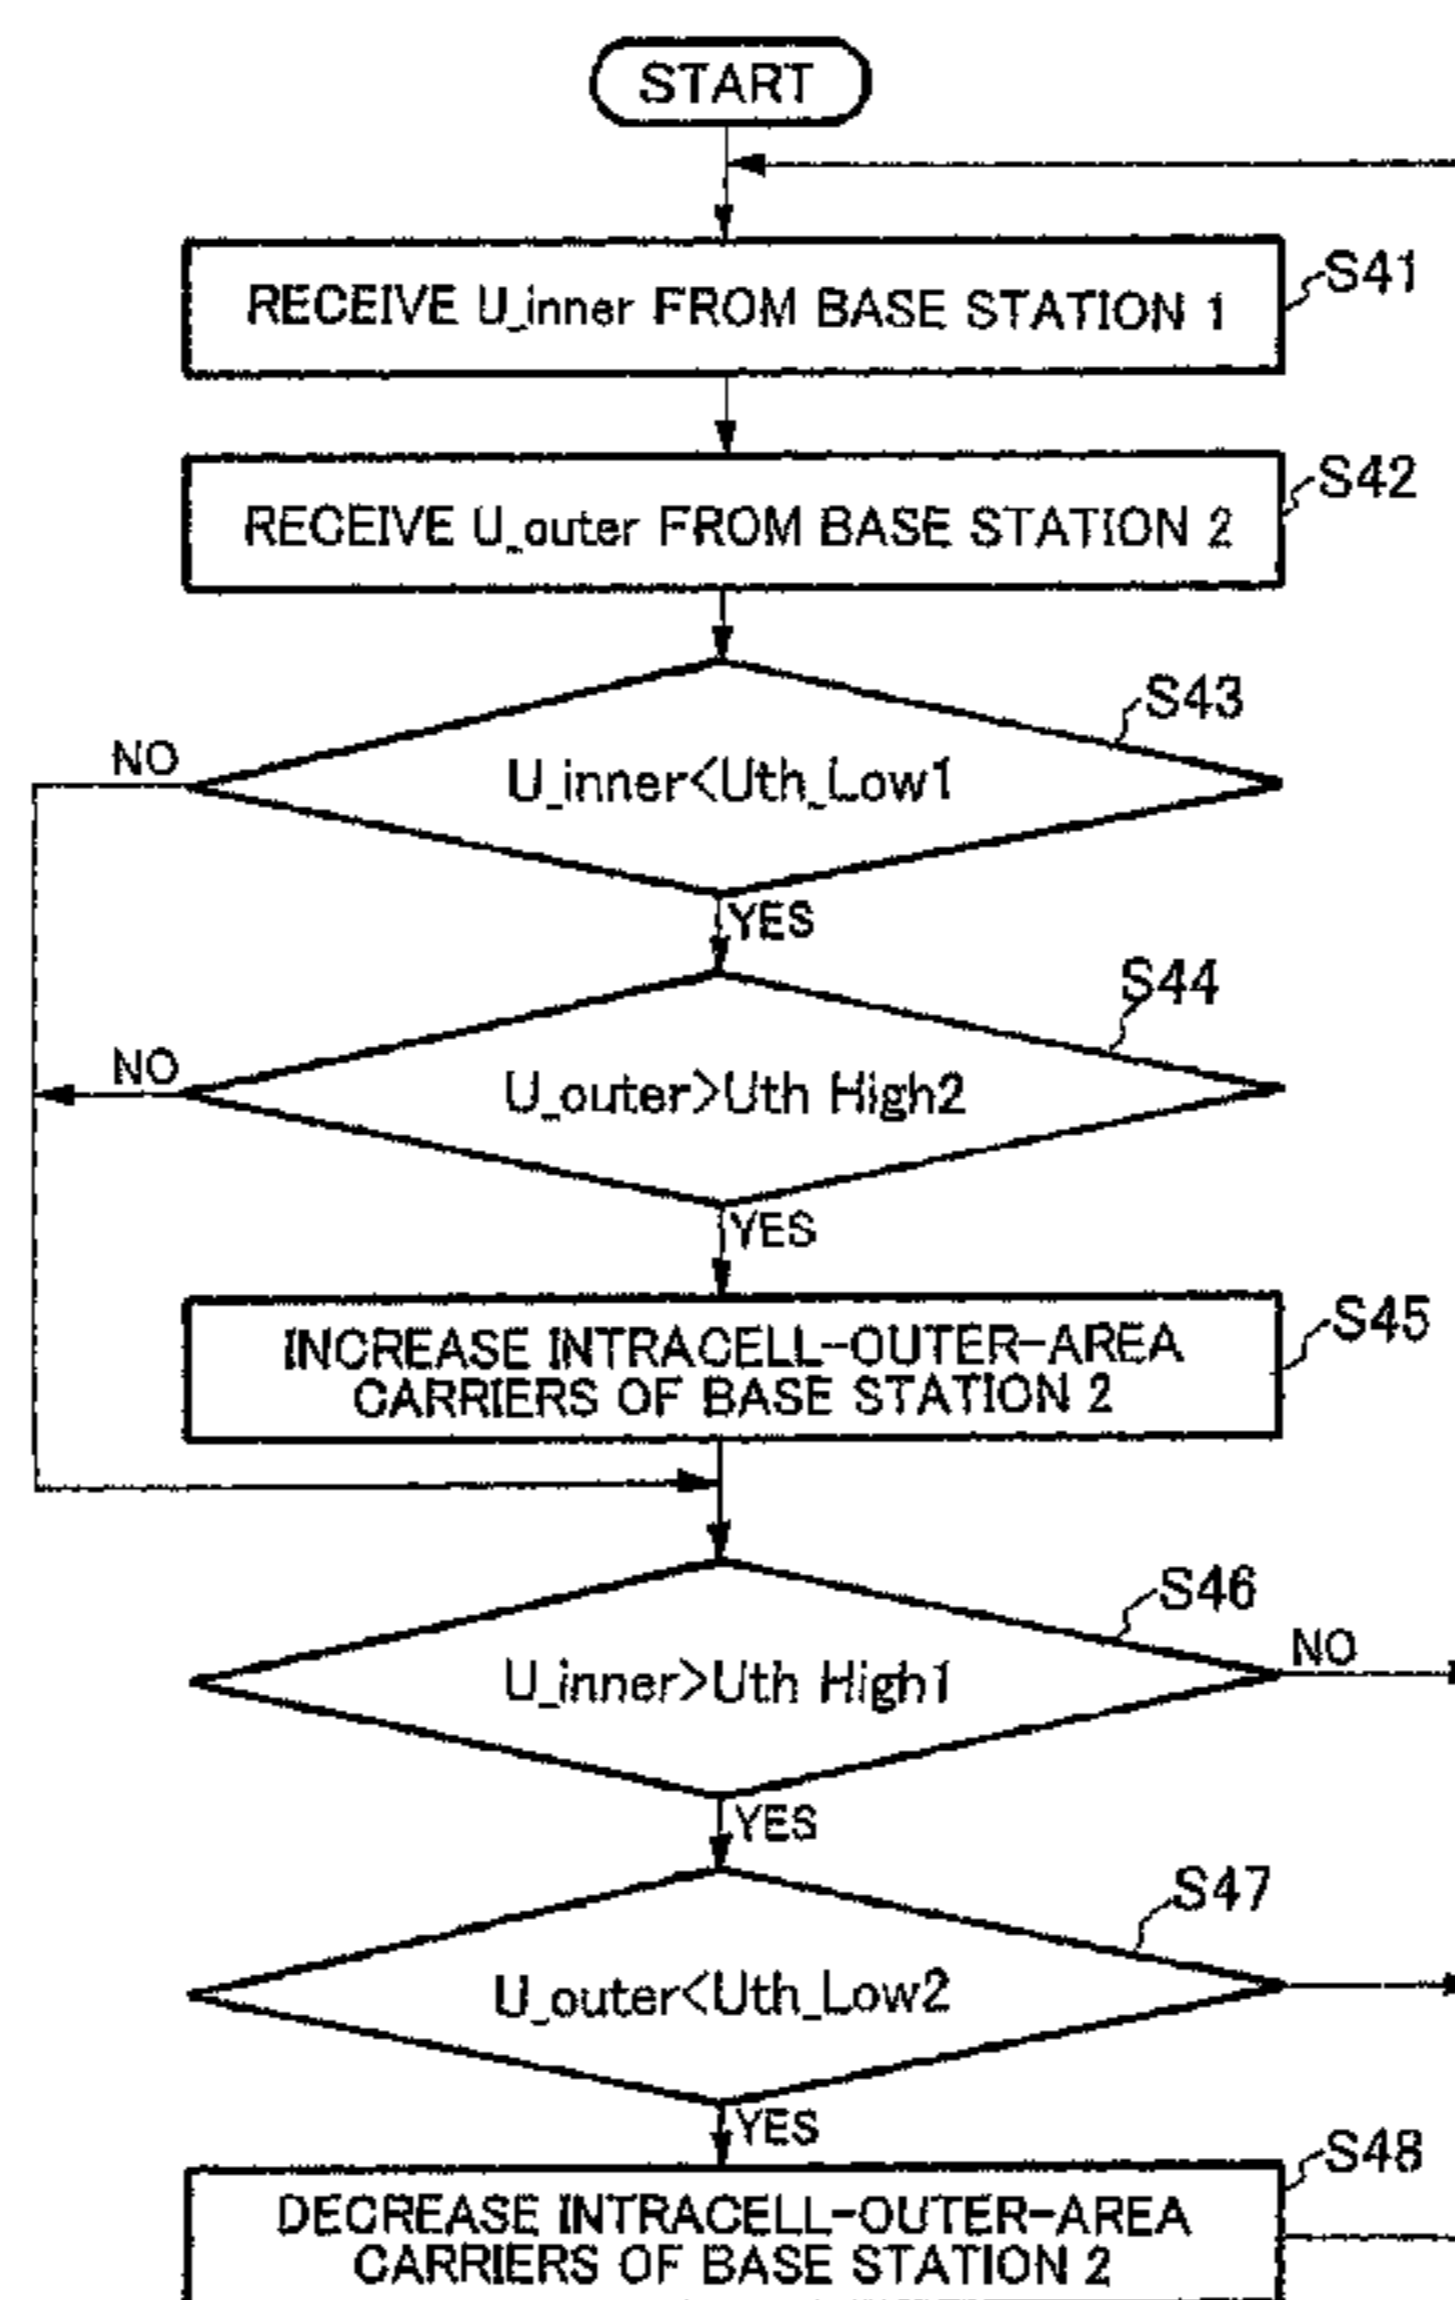 START
RECEIVE U_inner FROM BASE STATION 1
S41
RECEIVE U_outer FROM BASE STATION 2
S42
S43
NO
U_inner<Uth_Low1
YES
S44
NO
U_outer>Uth High2
YES
INCREASE INTRACELL-OUTER-AREA
CARRIERS OF BASE STATION 2
S45
S46
NO
U_inner>Uth High1
YES
S47
U_outer<Uth_Low2
YES
S48
DECREASE INTRACELL-OUTER-AREA
CARRIERS OF BASE STATION 2